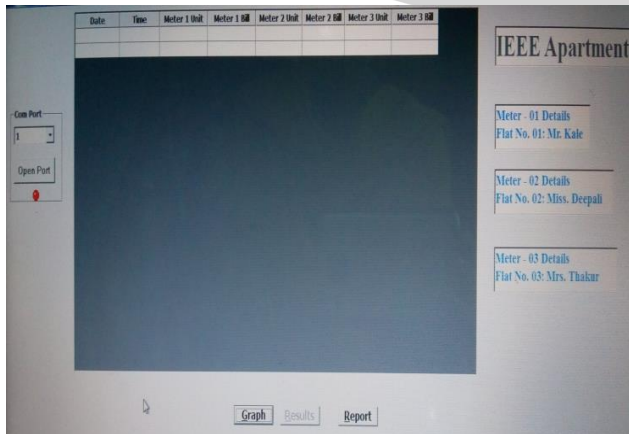 Date Time Meter 1 Unit Meter 1 Bill Meter 2 Unit Meter 2 Bill Meter 3 Unit Meter 3 Bill
IEEE Apartment
Com Port
1
Open Port
Meter - 01 Details
Flat No. 01: Mr. Kale
Meter - 02 Details
Flat No. 02: Miss. Deepali
Meter - 03 Details
Flat No. 03: Mrs. Thakur
Graph Results Report